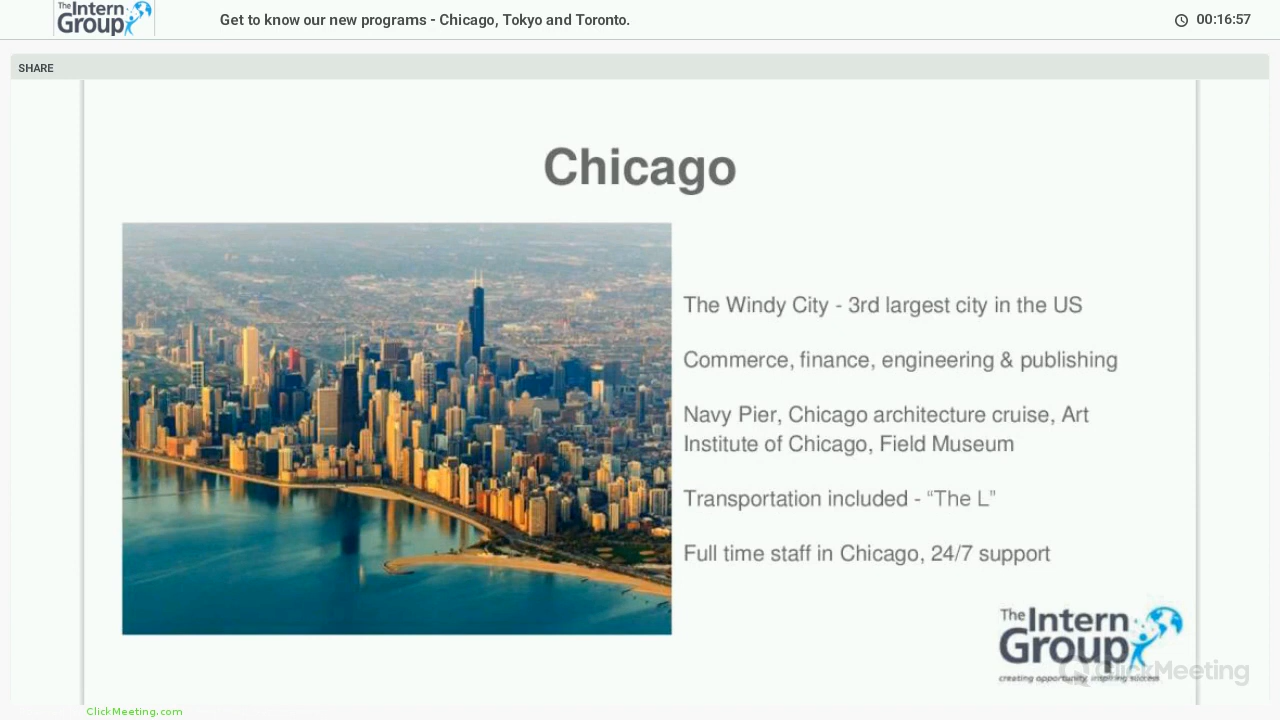 The Intern Group
Get to know our new programs - Chicago, Tokyo and Toronto.
00:16:57
SHARE
Chicago
The Windy City - 3rd largest city in the US
Commerce, finance, engineering & publishing
Navy Pier, Chicago architecture cruise, Art
Institute of Chicago, Field Museum
Transportation included - “The L”
Full time staff in Chicago, 24/7 support
The Intern
Group
creating opportunity, inspiring success
ClickMeeting
ClickMeeting.com